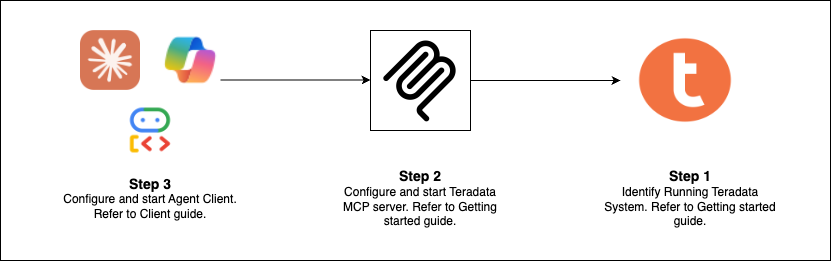 Step 3
Configure and start Agent Client.
Refer to Client guide.
Step 2
Configure and start Teradata
MCP server. Refer to Getting
started guide.
t
Step 1
Identify Running Teradata
System. Refer to Getting started
guide.